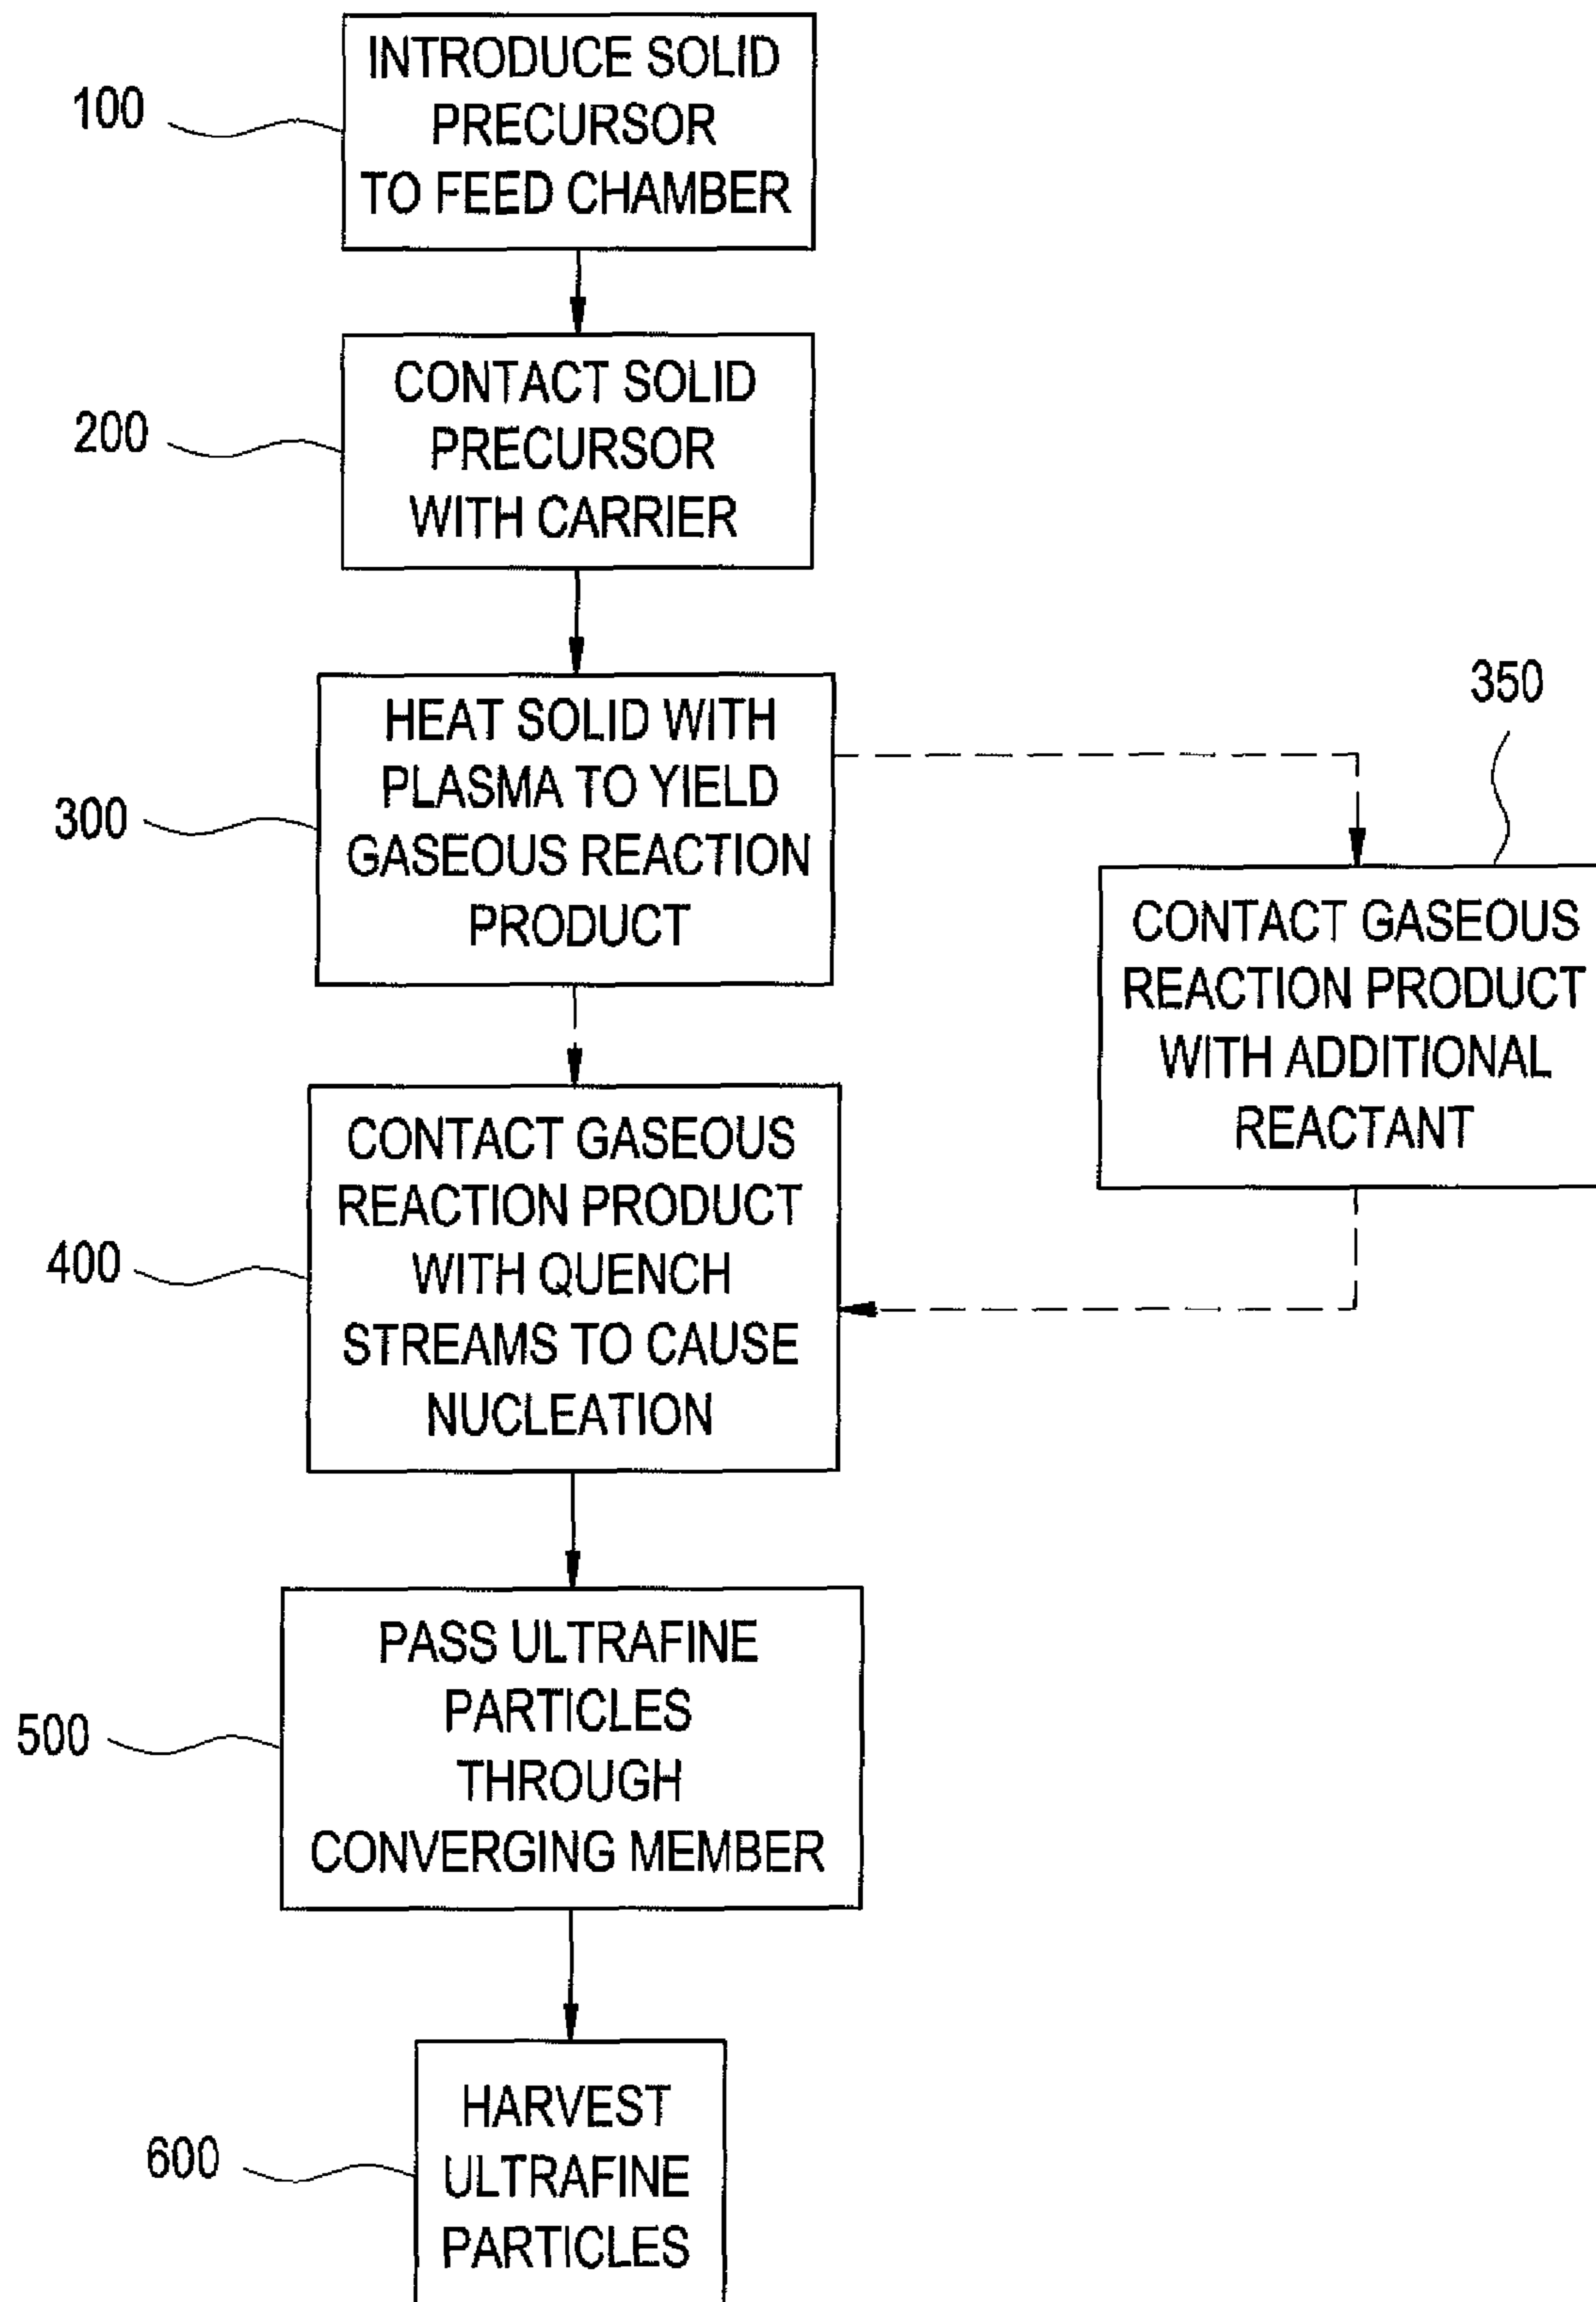 100
INTRODUCE SOLID
PRECURSOR
TO FEED CHAMBER
200
CONTACT SOLID
PRECURSOR
WITH CARRIER
300
HEAT SOLID WITH
PLASMA TO YIELD
GASEOUS REACTION
PRODUCT
350
CONTACT GASEOUS
REACTION PRODUCT
WITH ADDITIONAL
REACTANT
400
CONTACT GASEOUS
REACTION PRODUCT
WITH QUENCH
STREAMS TO CAUSE
NUCLEATION
500
PASS ULTRAFINE
PARTICLES
THROUGH
CONVERGING MEMBER
600
HARVEST
ULTRAFINE
PARTICLES